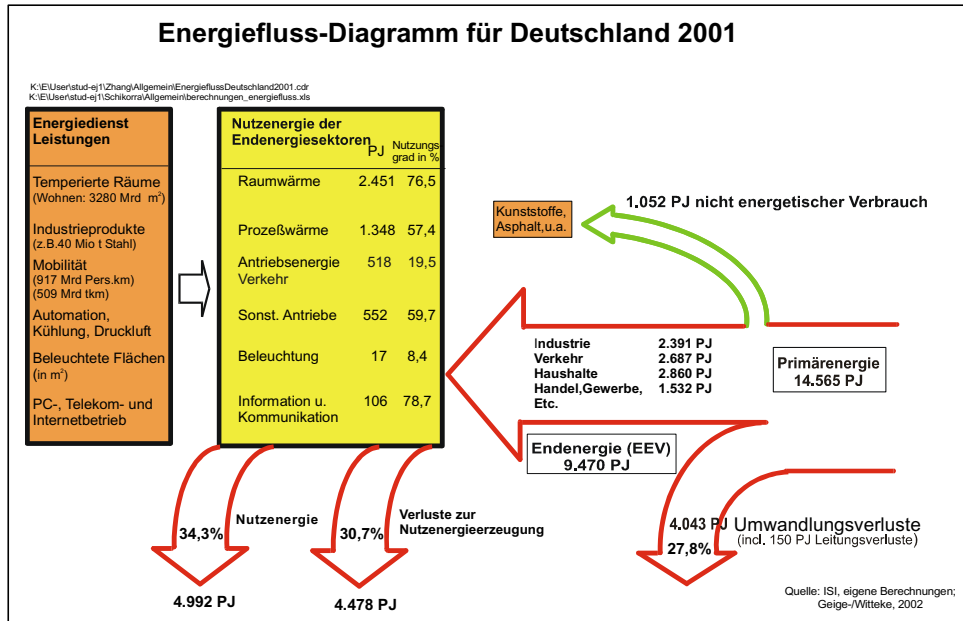 Energiefluss-Diagramm für Deutschland 2001
K:\E\User\stud-ej1\Zhang\Allgemein\EnergieflussDeutschland2001.cdr
K:\E\User\stud-ej1\Schikorra\Allgemein\berechnungen_energiefluss.xls
Energiedienst
Leistungen
Temperierte Räume
(Wohnen: 3280 Mrd m²)
Industrieprodukte
(z.B.40 Mio t Stahl)
Mobilität
(917 Mrd Pers.km)
(509 Mrd tkm)
Automation,
Kühlung, Druckluft
Beleuchtete Flächen
(in m²)
PC-, Telekom- und
Internetbetrieb
Nutzenergie der
Endenergiesektoren PJ Nutzungs
grad in %
Raumwärme 2.451 76,5
Prozeßwärme 1.348 57,4
Antriebsenergie 518 19,5
Verkehr
Sonst. Antriebe 552 59,7
Beleuchtung 17 8,4
Information u. 106 78,7
Kommunikation
Kunststoffe,
Asphalt,u.a.
1.052 PJ nicht energetischer Verbrauch
Industrie 2.391 PJ
Verkehr 2.687 PJ
Haushalte 2.860 PJ
Handel,Gewerbe, 1.532 PJ
Etc.
Primärenergie
14.565 PJ
Endenergie (EEV)
9.470 PJ
34,3%
Nutzenergie
4.992 PJ
30,7%
Verluste zur
Nutzenergieerzeugung
4.478 PJ
4.043 PJ Umwandlungsverluste
(incl. 150 PJ Leitungsverluste)
27,8%
Quelle: ISI, eigene Berechnungen;
Geige-/Witteke, 2002